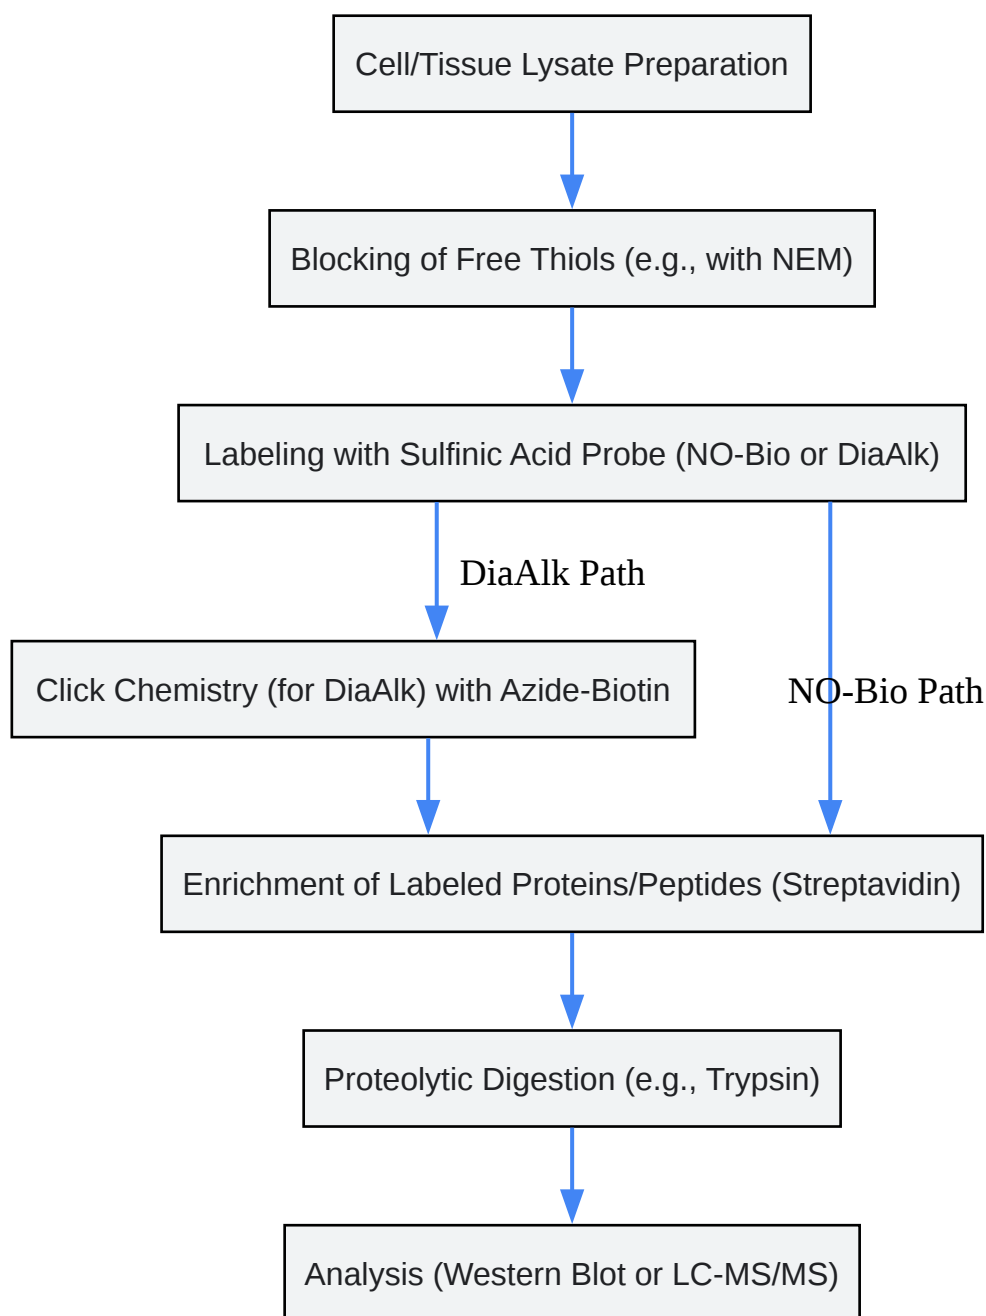 Cell/Tissue Lysate Preparation
Blocking of Free Thiols (e.g., with NEM)
Labeling with Sulfinic Acid Probe (NO-Bio or DiaAlk)
DiaAlk Path
Click Chemistry (for DiaAlk) with Azide-Biotin
NO-Bio Path
Enrichment of Labeled Proteins/Peptides (Streptavidin)
Proteolytic Digestion (e.g., Trypsin)
Analysis (Western Blot or LC-MS/MS)